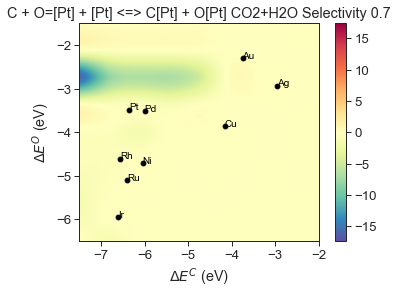 C + O=[Pt] + [Pt] <=> C[Pt] + O[Pt] CO2+H2O Selectivity 0.7
−2
−3
−4
−5
−6
ΔE^O (eV)
Au
Ag
Pt
Pd
Cu
Rh
Ni
Ru
Ir
−7
−6
−5
−4
−3
−2
ΔE^C (eV)
15
10
5
0
−5
−10
−15